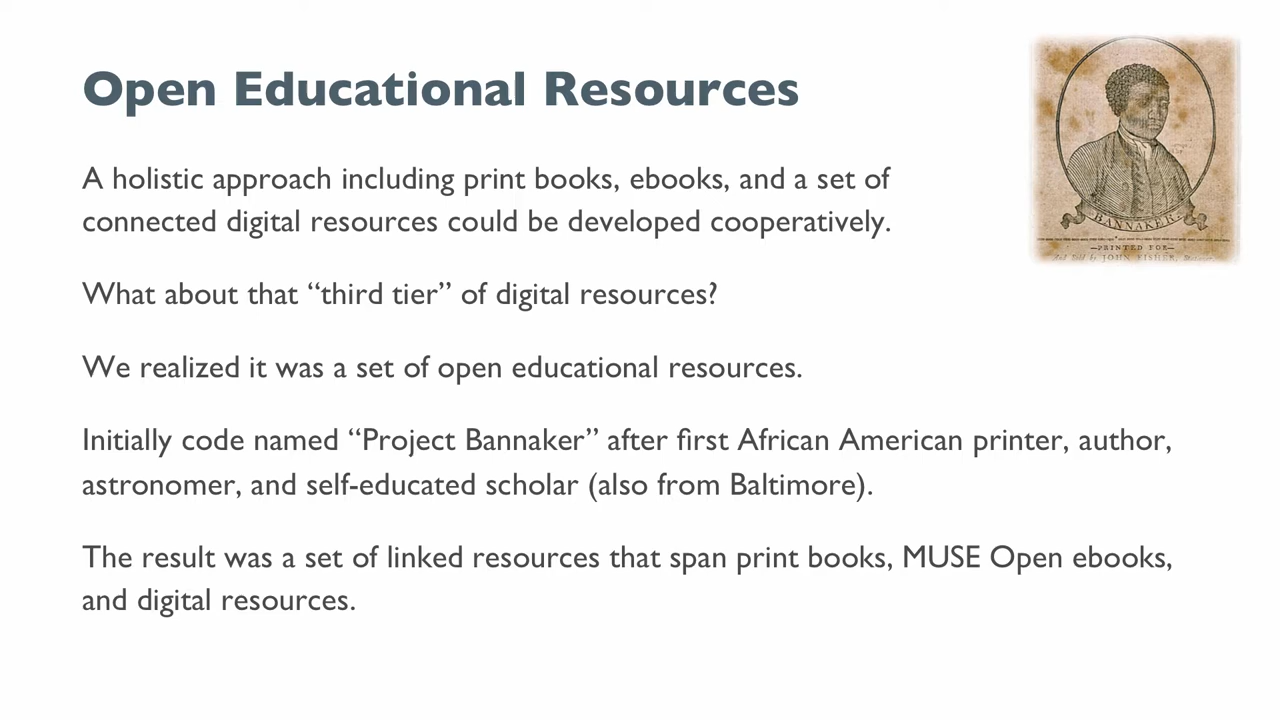 Open Educational Resources
A holistic approach including print books, ebooks, and a set of
connected digital resources could be developed cooperatively.
What about that “third tier” of digital resources?
We realized it was a set of open educational resources.
Initially code named “Project Bannaker” after first African American printer, author,
astronomer, and self-educated scholar (also from Baltimore).
The result was a set of linked resources that span print books, MUSE Open ebooks,
and digital resources.
BANNAKER.
—PRINTED FOR—
And Sold by JOHN FISHER,